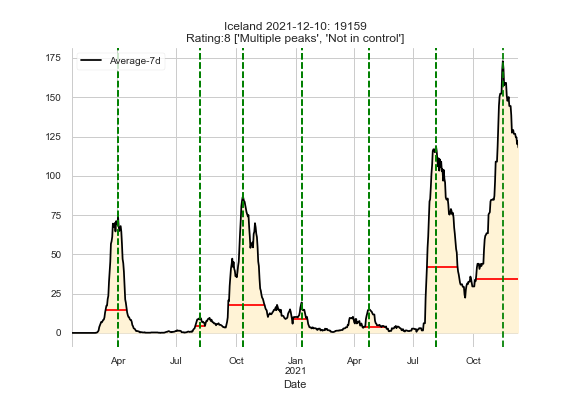 Iceland 2021-12-10: 19159
Rating:8 ['Multiple peaks', 'Not in control']
Average-7d
175
150
125
100
75
50
25
0
Apr Jul Oct Jan Apr Jul Oct
2021
Date